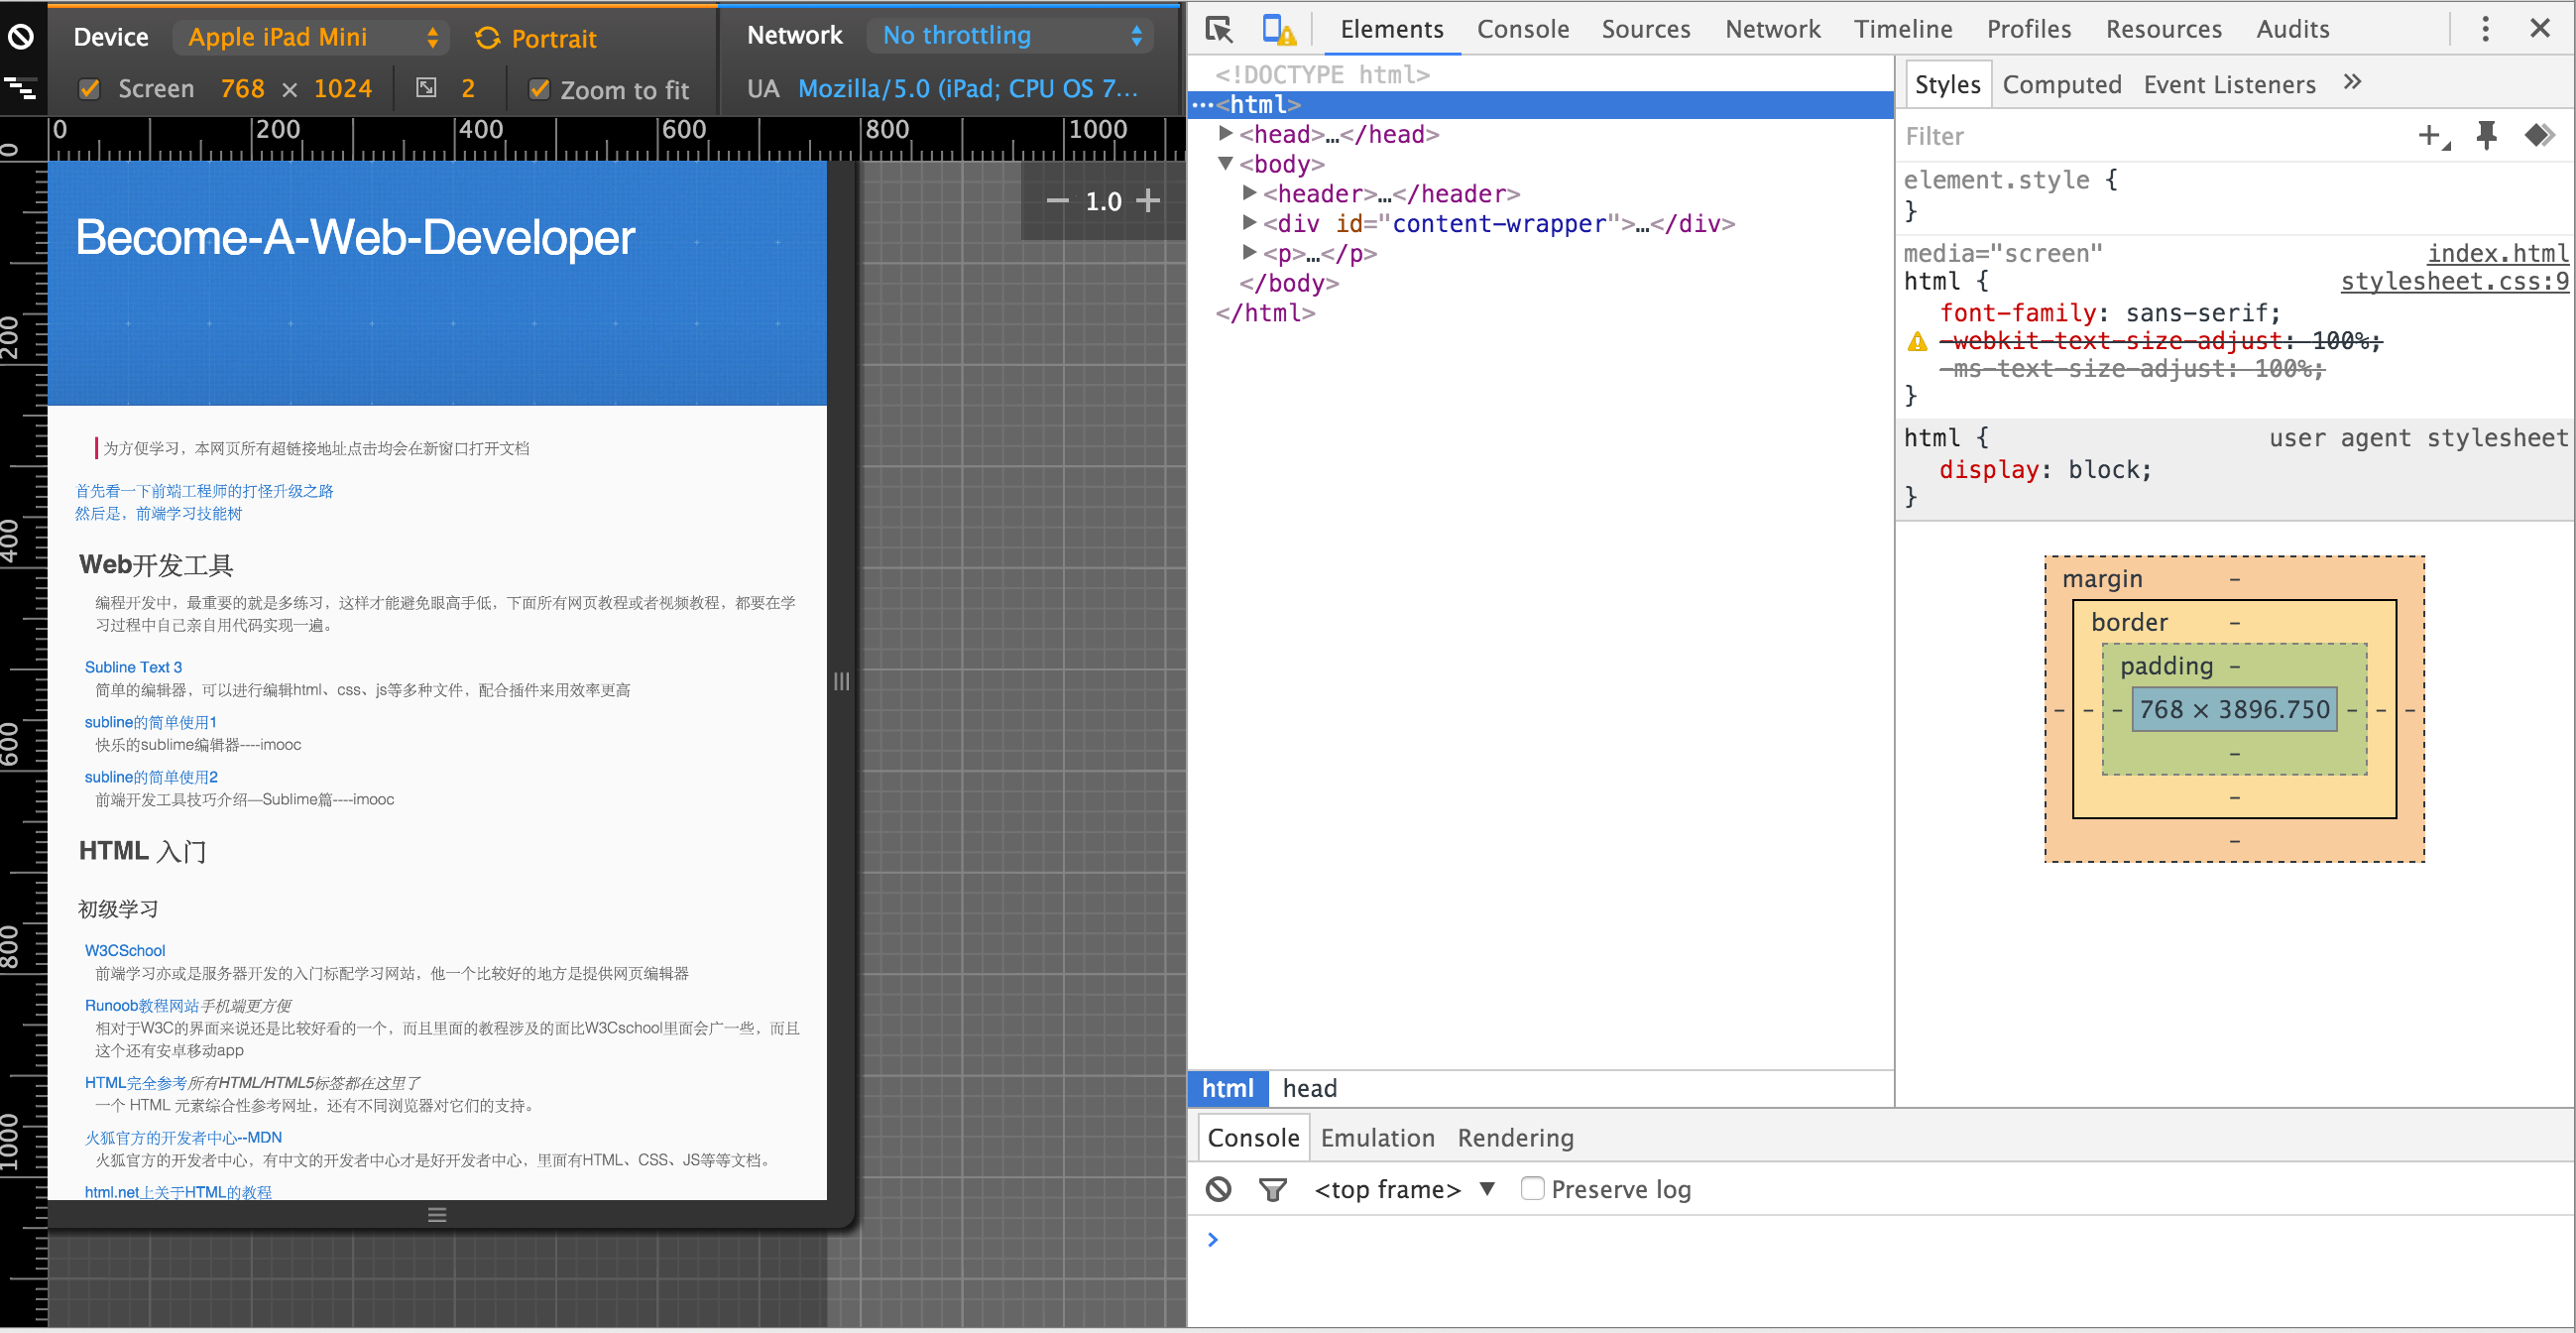 Device Apple iPad Mini Portrait
Screen 768 × 1024 2 Zoom to fit
Network No throttling
UA Mozilla/5.0 (iPad; CPU OS 7...
0 200 400 600 800 1000
0
200
400
600
800
1000
1.0
Become-A-Web-Developer
为方便学习，本网页所有超链接地址点击均会在新窗口打开文档
首先看一下前端工程师的打怪升级之路
然后是，前端学习技能树
Web开发工具
编程开发中，最重要的就是多练习，这样才能避免眼高手低，下面所有网页教程或者视频教程，都要在学
习过程中自己亲自用代码实现一遍。
Subline Text 3
简单的编辑器，可以进行编辑html、css、js等多种文件，配合插件来用效率更高
subline的简单使用1
快乐的sublime编辑器----imooc
subline的简单使用2
前端开发工具技巧介绍—Sublime篇----imooc
HTML 入门
初级学习
W3CSchool
前端学习亦或是服务器开发的入门标配学习网站，他一个比较好的地方是提供网页编辑器
Runoob教程网站手机端更方便
相对于W3C的界面来说还是比较好看的一个，而且里面的教程涉及的面比W3Cschool里面会广一些，而且
这个还有安卓移动app
HTML完全参考所有HTML/HTML5标签都在这里了
一个 HTML 元素综合性参考网址，还有不同浏览器对它们的支持。
火狐官方的开发者中心--MDN
火狐官方的开发者中心，有中文的开发者中心才是好开发者中心，里面有HTML、CSS、JS等等文档。
html.net上关于HTML的教程
Elements Console Sources Network Timeline Profiles Resources Audits
<!DOCTYPE html>
…<html>
<head>…</head>
<body>
<header>…</header>
<div id="content-wrapper">…</div>
<p>…</p>
</body>
</html>
html head
Styles Computed Event Listeners »
Filter
element.style {
}
media="screen" index.html
html { stylesheet.css:9
font-family: sans-serif;
-webkit-text-size-adjust: 100%;
-ms-text-size-adjust: 100%;
}
html { user agent stylesheet
display: block;
}
margin -
border -
padding -
- - - 768 × 3896.750 - - -
-
-
-
Console Emulation Rendering
<top frame> ▼ Preserve log
>